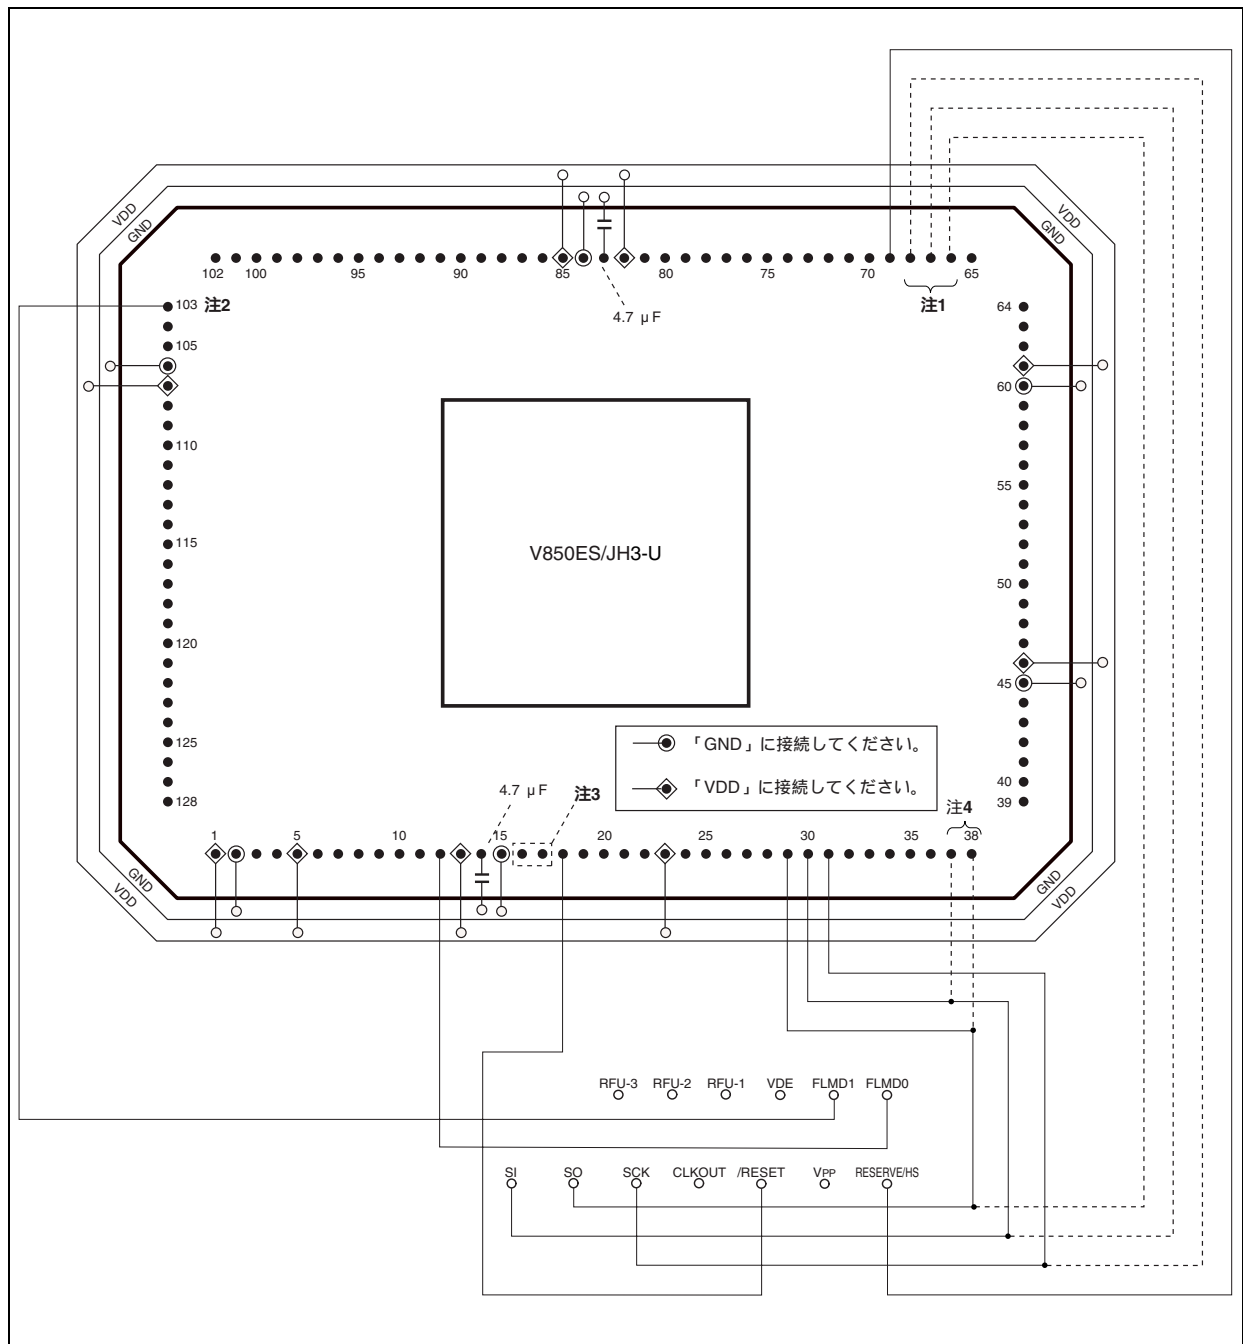 VDD
GND
VDD
GND
102 100 95 90 85 80 75 70 65
4.7 μF
注1
103 注2
105
110
115
120
125
128
64
60
55
50
45
40
39
V850ES/JH3-U
「GND」に接続してください。
「VDD」に接続してください。
4.7 μF
注3
注4
1 5 10 15 20 25 30 35 38
GND
VDD
GND
VDD
RFU-3 RFU-2 RFU-1 VDE FLMD1 FLMD0
SI SO SCK CLKOUT /RESET VPP RESERVE/HS